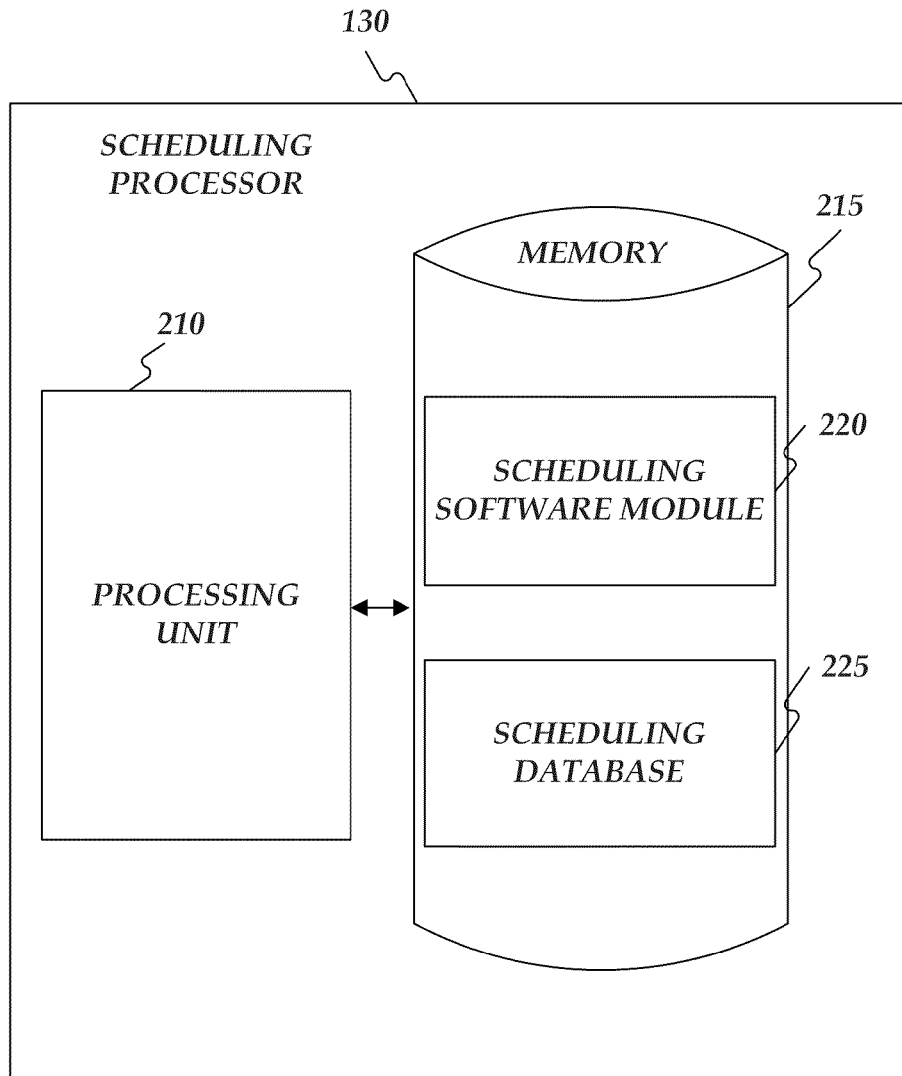 130
SCHEDULING
PROCESSOR
215
MEMORY
210
220
SCHEDULING
SOFTWARE MODULE
PROCESSING
UNIT
225
SCHEDULING
DATABASE